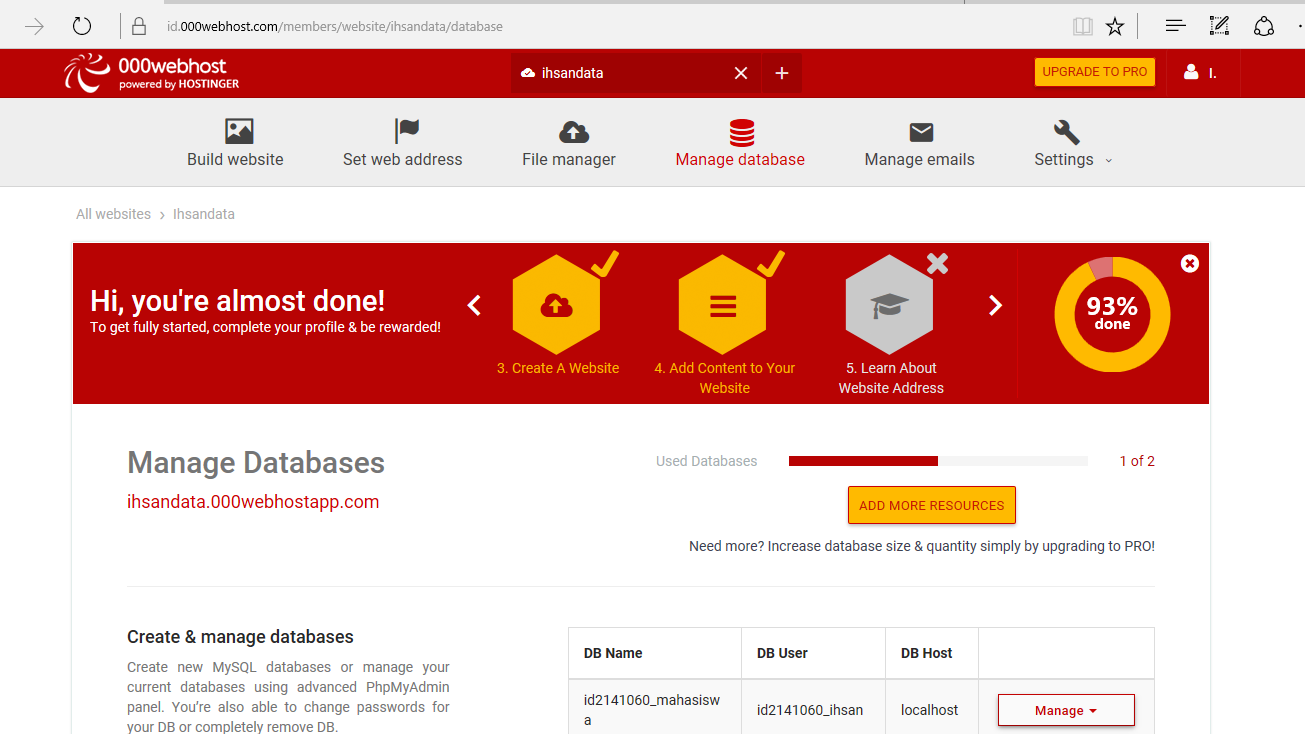 id.000webhost.com/members/website/ihsandata/database
000webhost
powered by HOSTINGER
ihsandata
UPGRADE TO PRO
I.
Build website
Set web address
File manager
Manage database
Manage emails
Settings
All websites › Ihsandata
Hi, you're almost done!
To get fully started, complete your profile & be rewarded!
3. Create A Website
4. Add Content to Your
Website
5. Learn About
Website Address
93%
done
Manage Databases
ihsandata.000webhostapp.com
Used Databases
1 of 2
ADD MORE RESOURCES
Need more? Increase database size & quantity simply by upgrading to PRO!
Create & manage databases
Create new MySQL databases or manage your
current databases using advanced PhpMyAdmin
panel. You're also able to change passwords for
your DB or completely remove DB.
DB Name
DB User
DB Host
id2141060_mahasisw
a
id2141060_ihsan
localhost
Manage